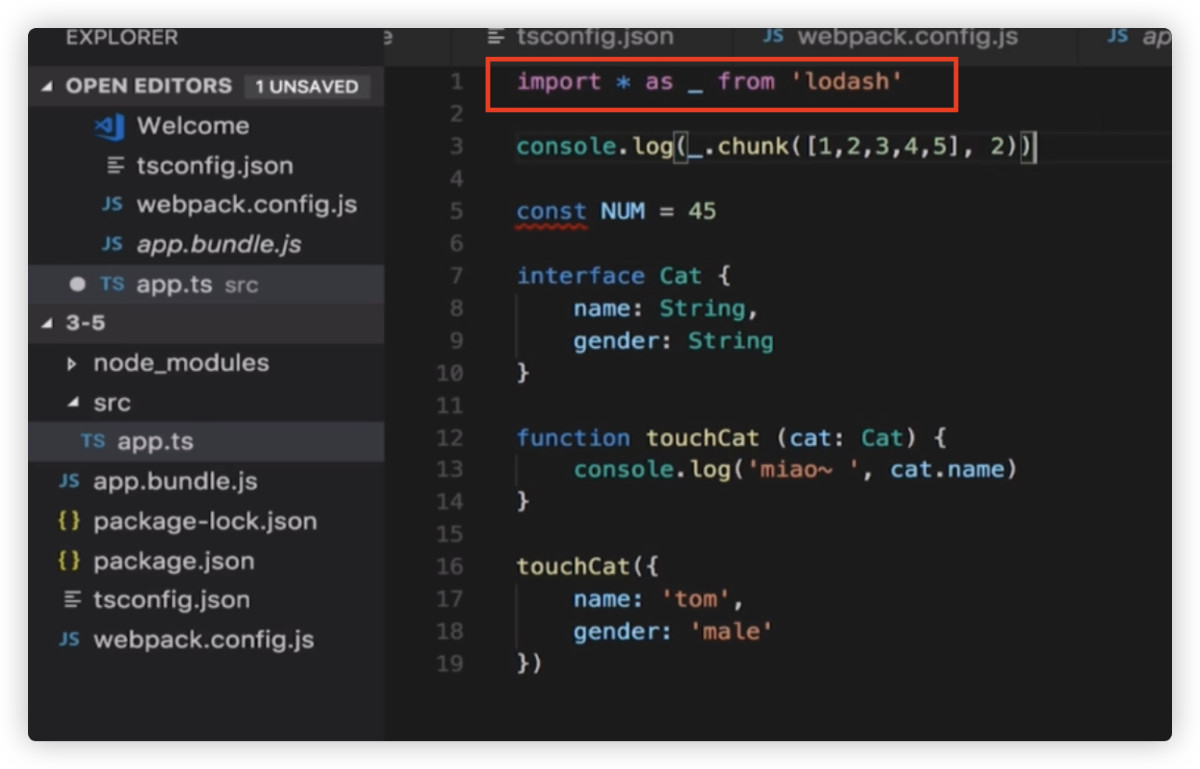 EXPLORER
OPEN EDITORS 1 UNSAVED
Welcome
tsconfig.json
JS webpack.config.js
JS app.bundle.js
TS app.ts src
3-5
node_modules
src
TS app.ts
JS app.bundle.js
{} package-lock.json
{} package.json
tsconfig.json
JS webpack.config.js
e tsconfig.json JS webpack.config.js JS ap
1 import * as _ from 'lodash'
2
3 console.log(_.chunk([1,2,3,4,5], 2))
4
5 const NUM = 45
6
7 interface Cat {
8 name: String,
9 gender: String
10 }
11
12 function touchCat (cat: Cat) {
13 console.log('miao~ ', cat.name)
14 }
15
16 touchCat({
17 name: 'tom',
18 gender: 'male'
19 })